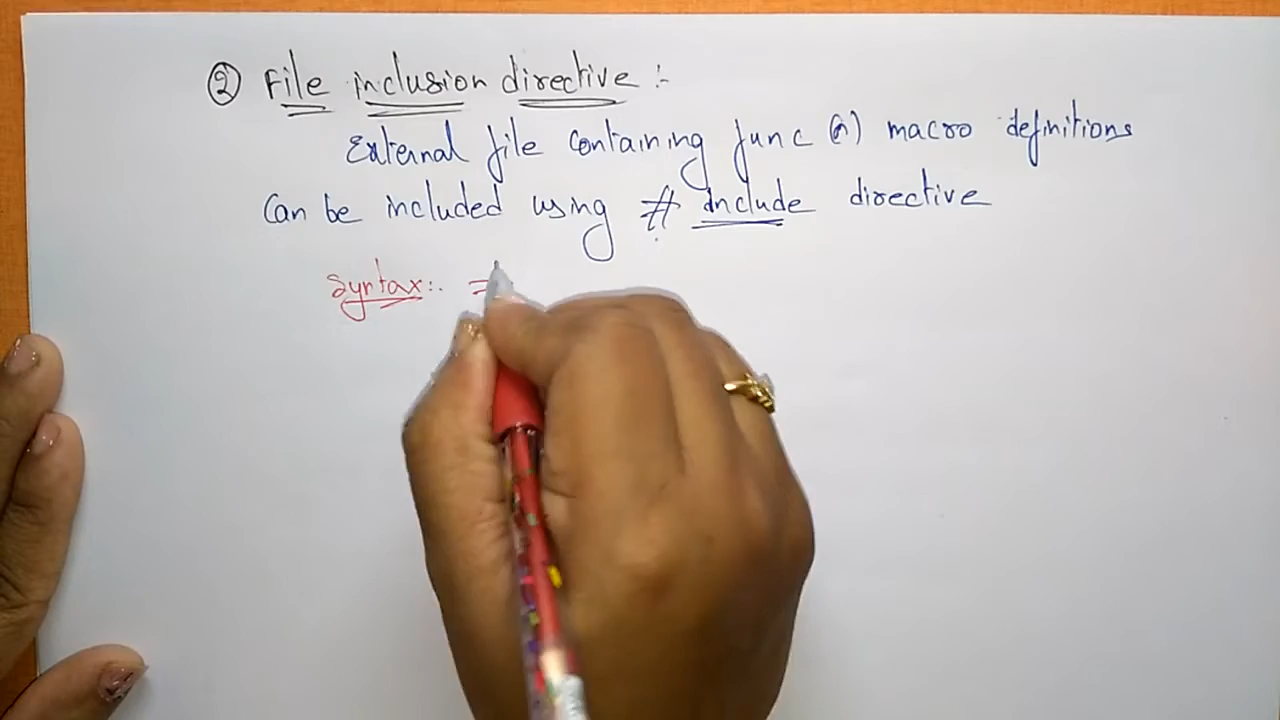 ② File inclusion directive :-
External file containing func (or) macro definitions
Can be included using # include directive
Syntax:.